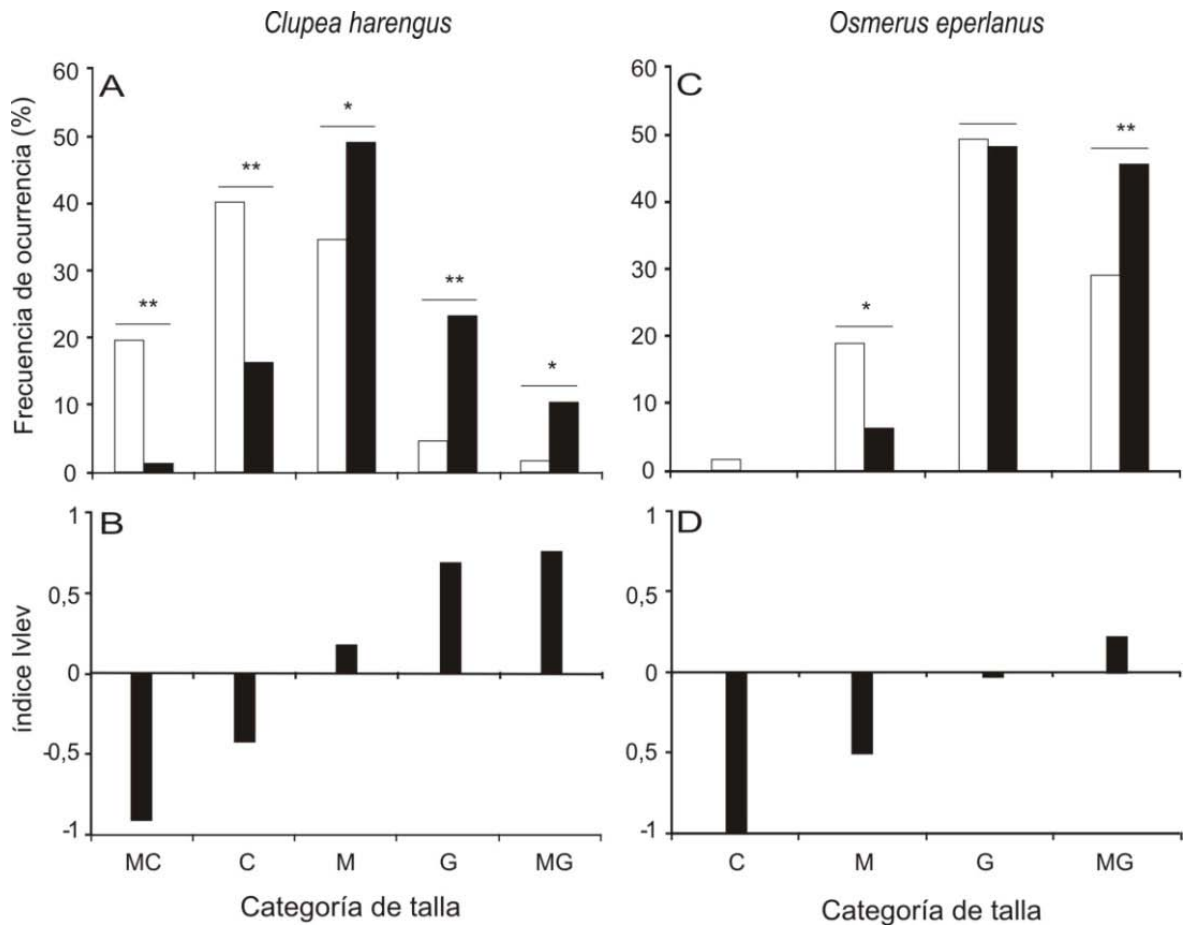 Clupea harengus
Osmerus eperlanus
A
Frecuencia de ocurrencia (%)
60
50
40
30
20
10
0
**
**
*
**
*
C
60
50
40
30
20
10
0
*
**
B
índice Ivlev
1
0,5
0
-0,5
-1
MC
C
M
G
MG
Categoría de talla
D
1
0,5
0
0,5
-1
C
M
G
MG
Categoría de talla